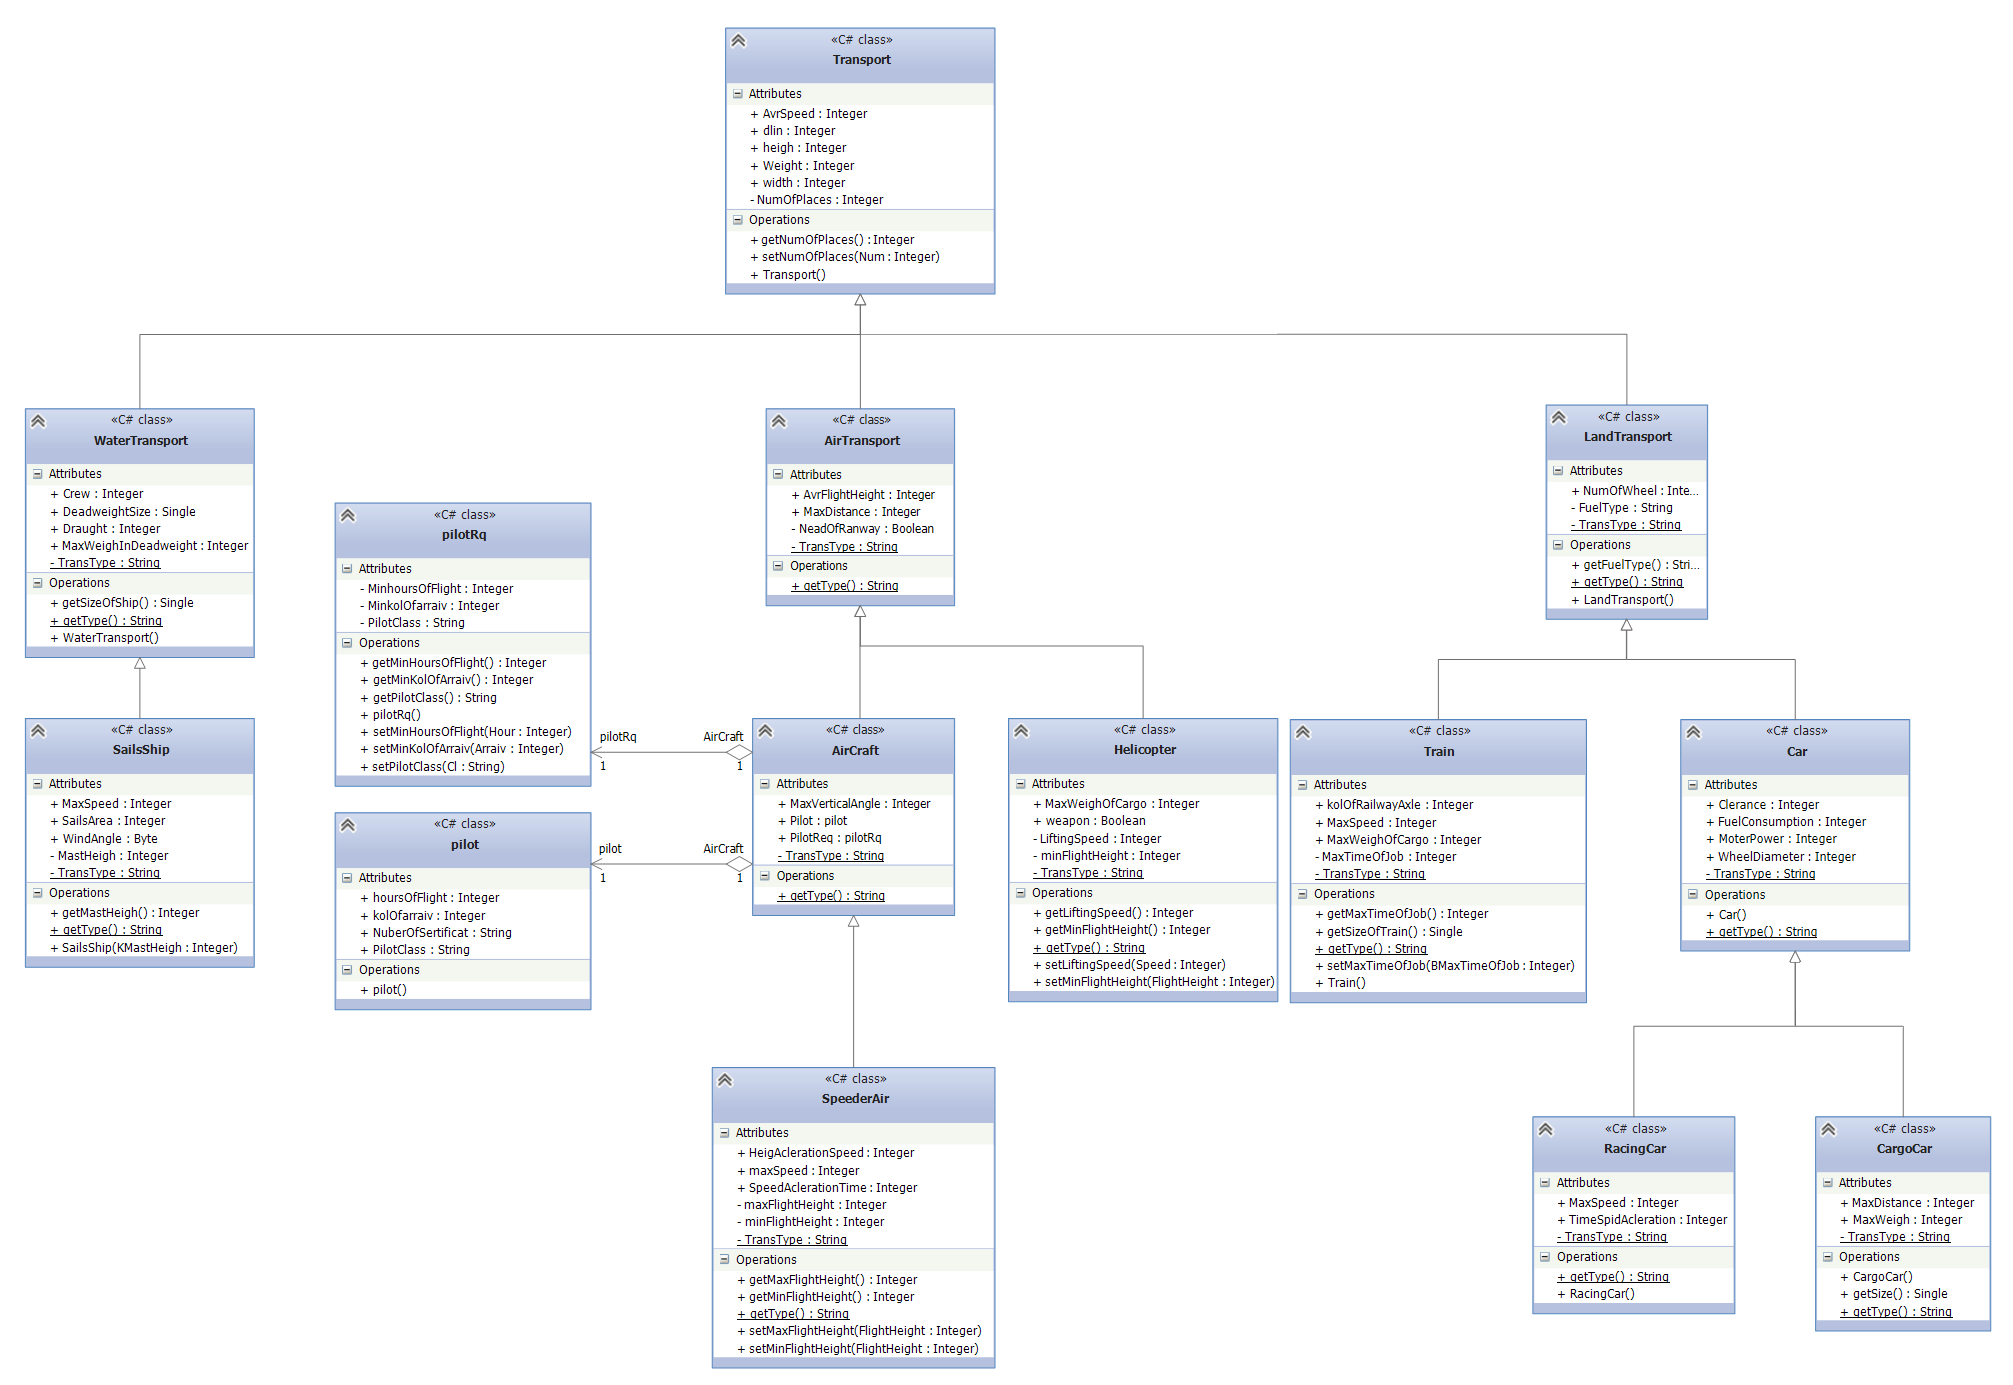 «C# class»
Transport
Attributes
+ AvrSpeed : Integer
+ dlin : Integer
+ heigh : Integer
+ Weight : Integer
+ width : Integer
- NumOfPlaces : Integer
Operations
+ getNumOfPlaces() : Integer
+ setNumOfPlaces(Num : Integer)
+ Transport()
«C# class»
WaterTransport
Attributes
+ Crew : Integer
+ DeadweightSize : Single
+ Draught : Integer
+ MaxWeighInDeadweight : Integer
- TransType : String
Operations
+ getSizeOfShip() : Single
+ getType() : String
+ WaterTransport()
«C# class»
AirTransport
Attributes
+ AvrFlightHeight : Integer
+ MaxDistance : Integer
- NeadOfRanway : Boolean
- TransType : String
Operations
+ getType() : String
«C# class»
LandTransport
Attributes
+ NumOfWheel : Inte...
- FuelType : String
- TransType : String
Operations
+ getFuelType() : Stri...
+ getType() : String
+ LandTransport()
«C# class»
pilotRq
Attributes
- MinhoursOfFlight : Integer
- MinkolOfarraiv : Integer
- PilotClass : String
Operations
+ getMinHoursOfFlight() : Integer
+ getMinKolOfArraiv() : Integer
+ getPilotClass() : String
+ pilotRq()
+ setMinHoursOfFlight(Hour : Integer)
+ setMinKolOfArraiv(Arraiv : Integer)
+ setPilotClass(Cl : String)
pilotRq
1
AirCraft
1
«C# class»
pilot
Attributes
+ hoursOfFlight : Integer
+ kolOfarraiv : Integer
+ NuberOfSertificat : String
+ PilotClass : String
Operations
+ pilot()
pilot
1
AirCraft
1
«C# class»
SailsShip
Attributes
+ MaxSpeed : Integer
+ SailsArea : Integer
+ WindAngle : Byte
- MastHeigh : Integer
- TransType : String
Operations
+ getMastHeigh() : Integer
+ getType() : String
+ SailsShip(KMastHeigh : Integer)
«C# class»
AirCraft
Attributes
+ MaxVerticalAngle : Integer
+ Pilot : pilot
+ PilotReq : pilotRq
- TransType : String
Operations
+ getType() : String
«C# class»
Helicopter
Attributes
+ MaxWeighOfCargo : Integer
+ weapon : Boolean
- LiftingSpeed : Integer
- minFlightHeight : Integer
- TransType : String
Operations
+ getLiftingSpeed() : Integer
+ getMinFlightHeight() : Integer
+ getType() : String
+ setLiftingSpeed(Speed : Integer)
+ setMinFlightHeight(FlightHeight : Integer)
«C# class»
Train
Attributes
+ kolOfRailwayAxle : Integer
+ MaxSpeed : Integer
+ MaxWeighOfCargo : Integer
- MaxTimeOfJob : Integer
- TransType : String
Operations
+ getMaxTimeOfJob() : Integer
+ getSizeOfTrain() : Single
+ getType() : String
+ setMaxTimeOfJob(BMaxTimeOfJob : Integer)
+ Train()
«C# class»
Car
Attributes
+ Clerance : Integer
+ FuelConsumption : Integer
+ MoterPower : Integer
+ WheelDiameter : Integer
- TransType : String
Operations
+ Car()
+ getType() : String
«C# class»
SpeederAir
Attributes
+ HeigAclerationSpeed : Integer
+ maxSpeed : Integer
+ SpeedAclerationTime : Integer
- maxFlightHeight : Integer
- minFlightHeight : Integer
- TransType : String
Operations
+ getMaxFlightHeight() : Integer
+ getMinFlightHeight() : Integer
+ getType() : String
+ setMaxFlightHeight(FlightHeight : Integer)
+ setMinFlightHeight(FlightHeight : Integer)
«C# class»
RacingCar
Attributes
+ MaxSpeed : Integer
+ TimeSpidAcleration : Integer
- TransType : String
Operations
+ getType() : String
+ RacingCar()
«C# class»
CargoCar
Attributes
+ MaxDistance : Integer
+ MaxWeigh : Integer
- TransType : String
Operations
+ CargoCar()
+ getSize() : Single
+ getType() : String